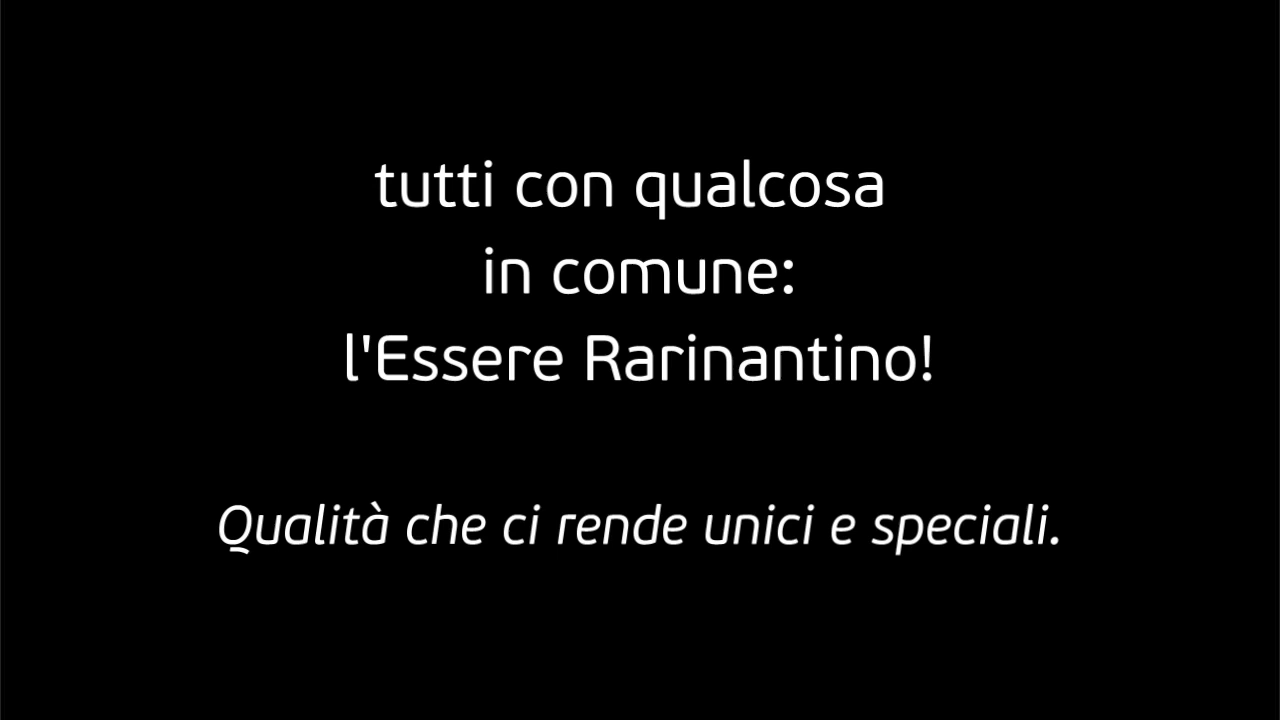 tutti con qualcosa
in comune:
l'Essere Rarinantino!
Qualità che ci rende unici e speciali.